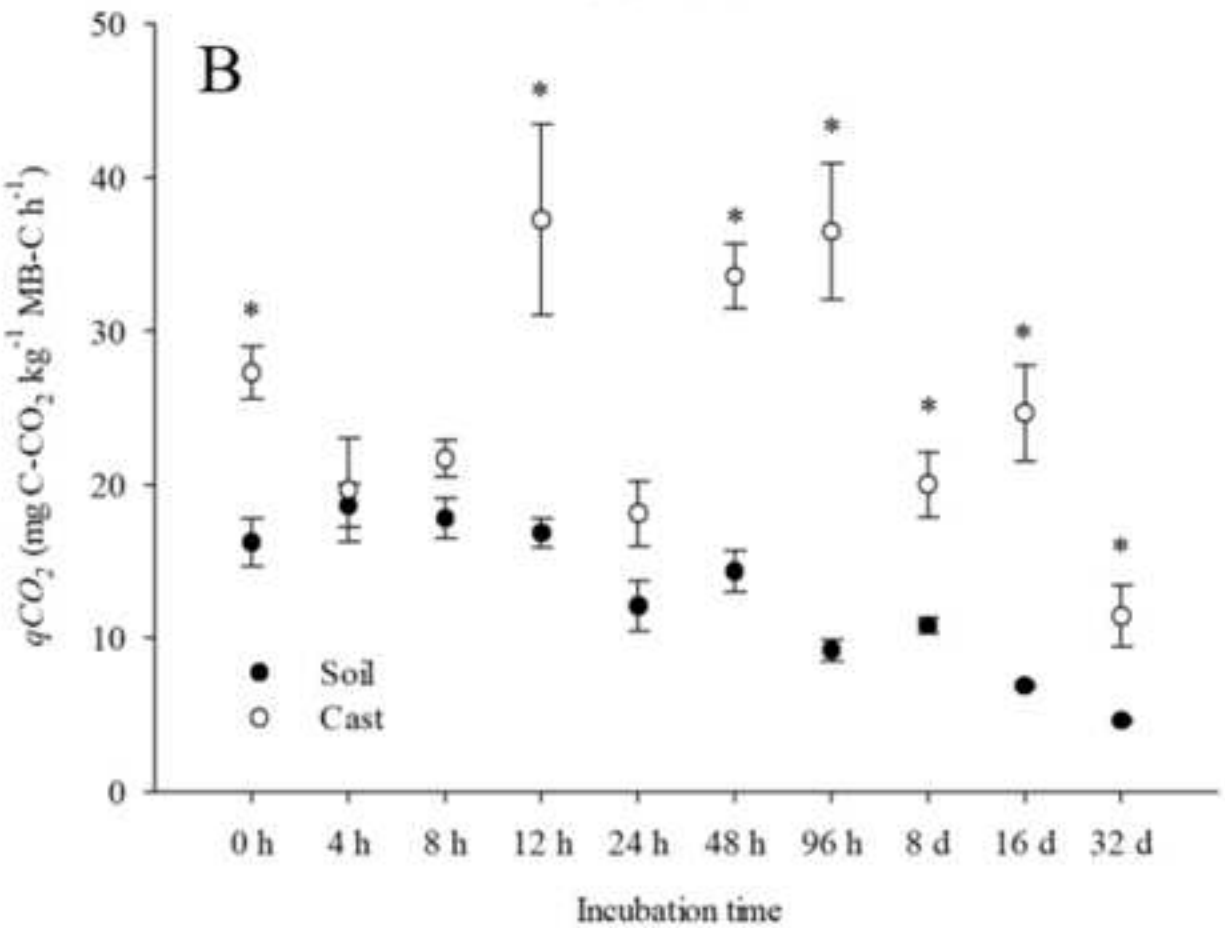 B
50
40
30
20
10
0
qCO₂ (mg C-CO₂ kg⁻¹ MB-C h⁻¹)
* * * * * * *
Soil
Cast
0 h 4 h 8 h 12 h 24 h 48 h 96 h 8 d 16 d 32 d
Incubation time